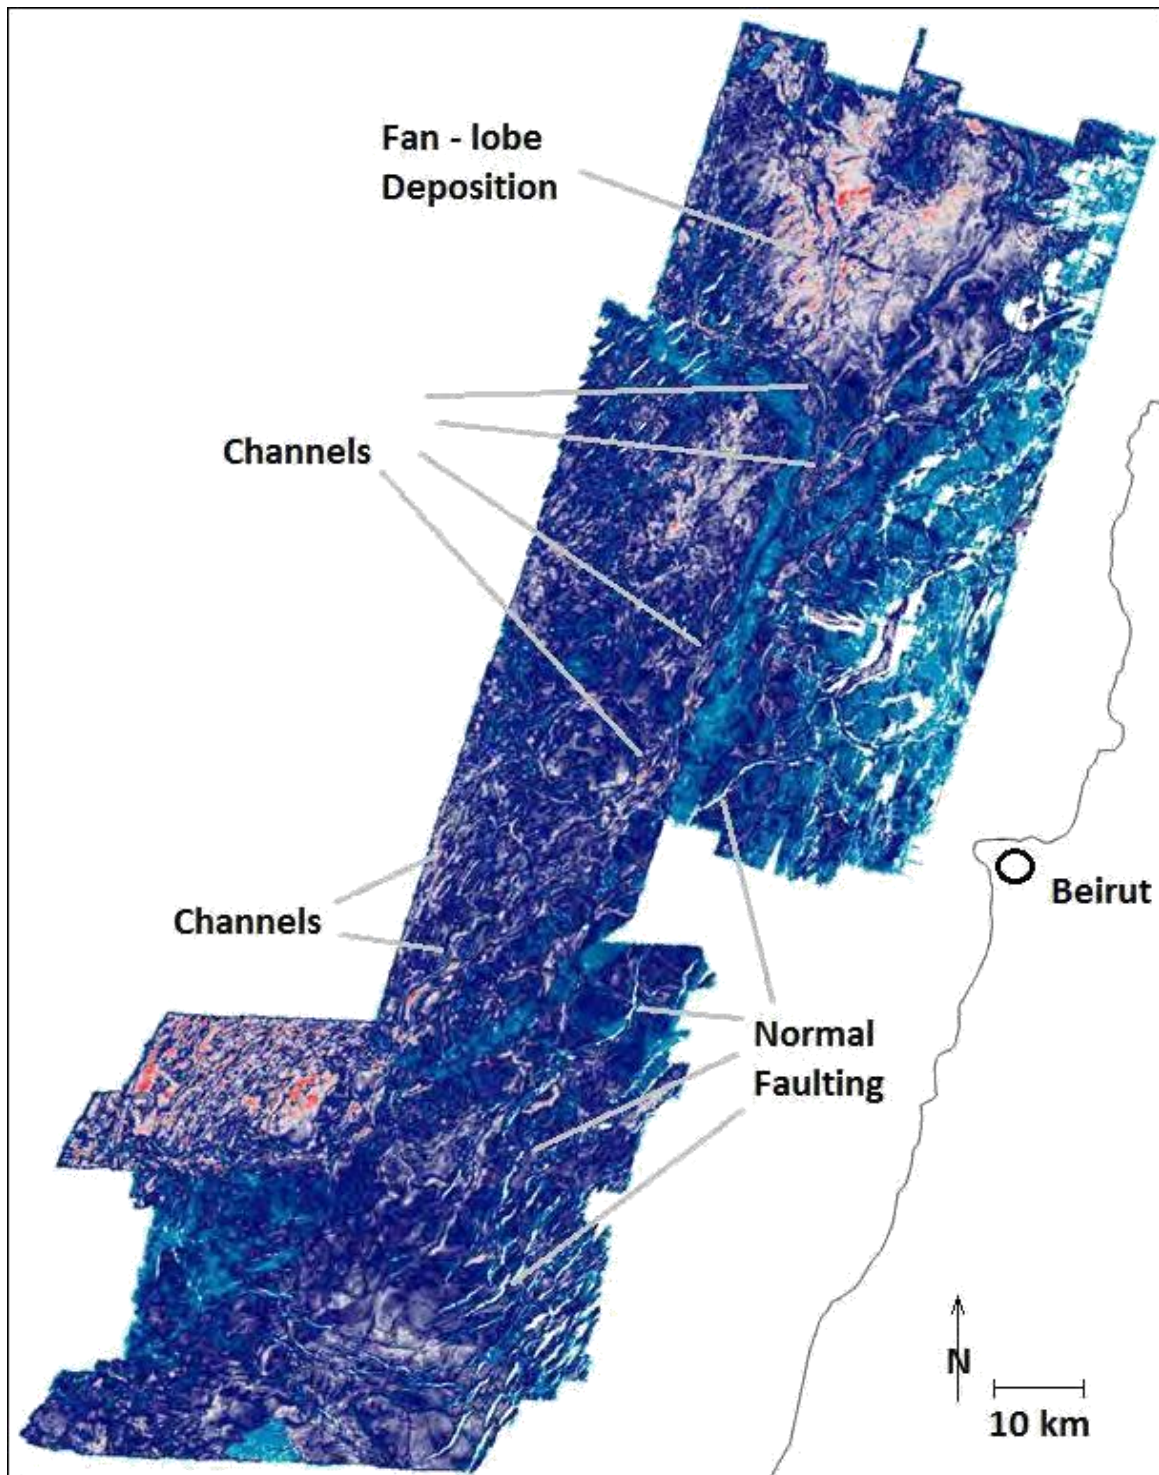 Fan - lobe
Deposition
Channels
Beirut
Channels
Normal
Faulting
N
10 km